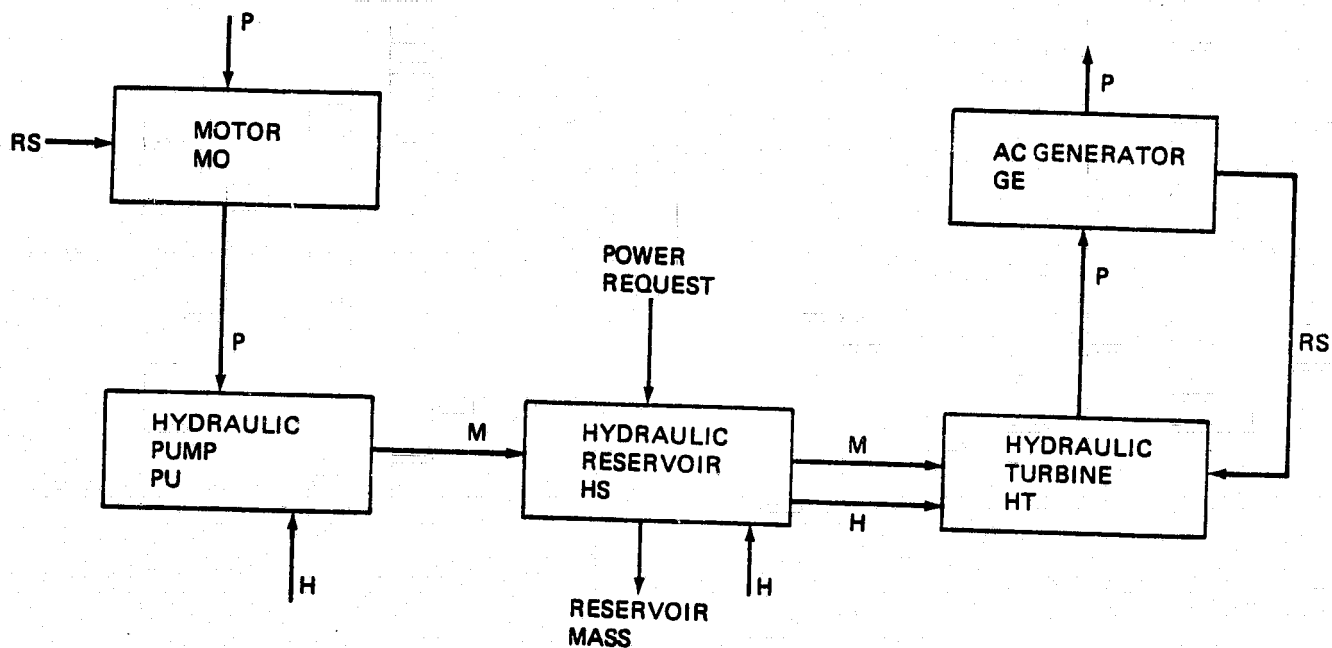 P
RS
MOTOR
MO
P
AC GENERATOR
GE
POWER
REQUEST
P
P
RS
HYDRAULIC
PUMP
PU
M
HYDRAULIC
RESERVOIR
HS
M
H
HYDRAULIC
TURBINE
HT
H
H
RESERVOIR
MASS